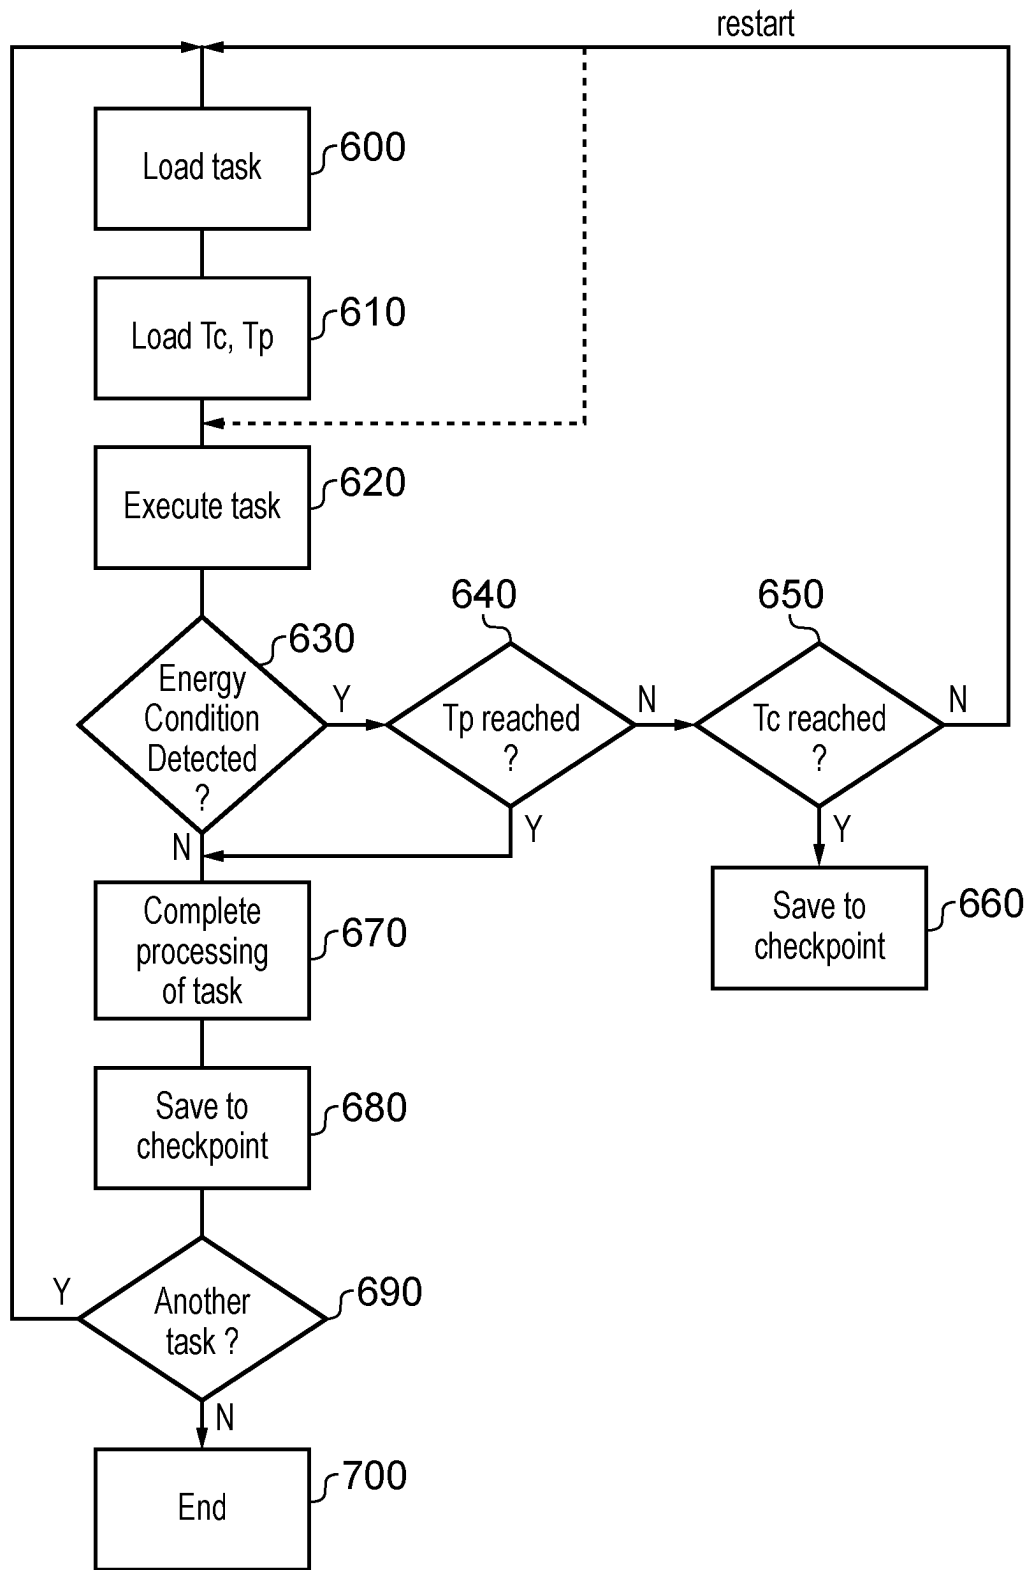 restart
Load task
600
Load Tc, Tp
610
Execute task
620
Energy
Condition
Detected
?
630
Y
N
Tp reached
?
640
N
Y
Tc reached
?
650
N
Y
Save to
checkpoint
660
Complete
processing
of task
670
Save to
checkpoint
680
Another
task ?
690
Y
N
End
700